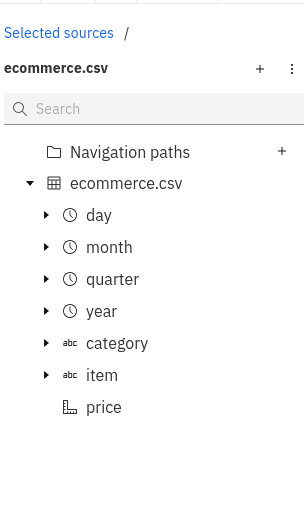 Selected sources /
ecommerce.csv
Search
Navigation paths
ecommerce.csv
day
month
quarter
year
abc category
abc item
price